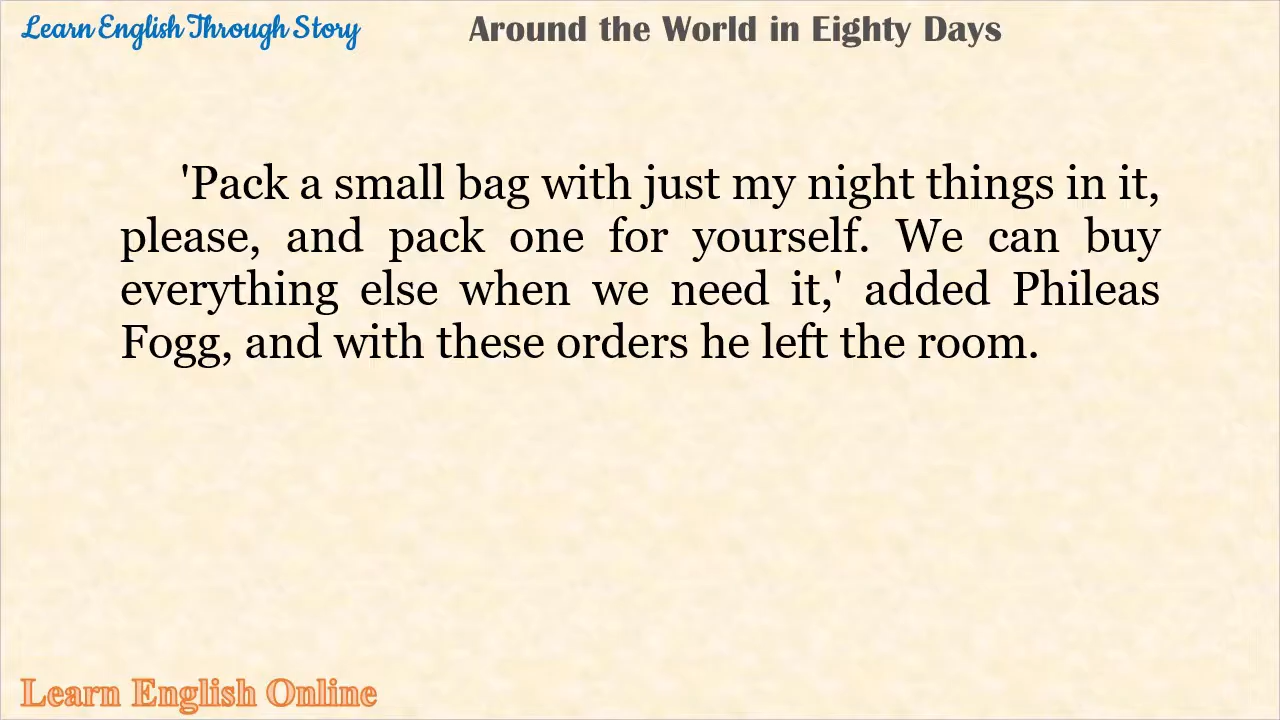 Learn English Through Story
Around the World in Eighty Days
'Pack a small bag with just my night things in it,
please, and pack one for yourself. We can buy
everything else when we need it,' added Phileas
Fogg, and with these orders he left the room.
Learn English Online